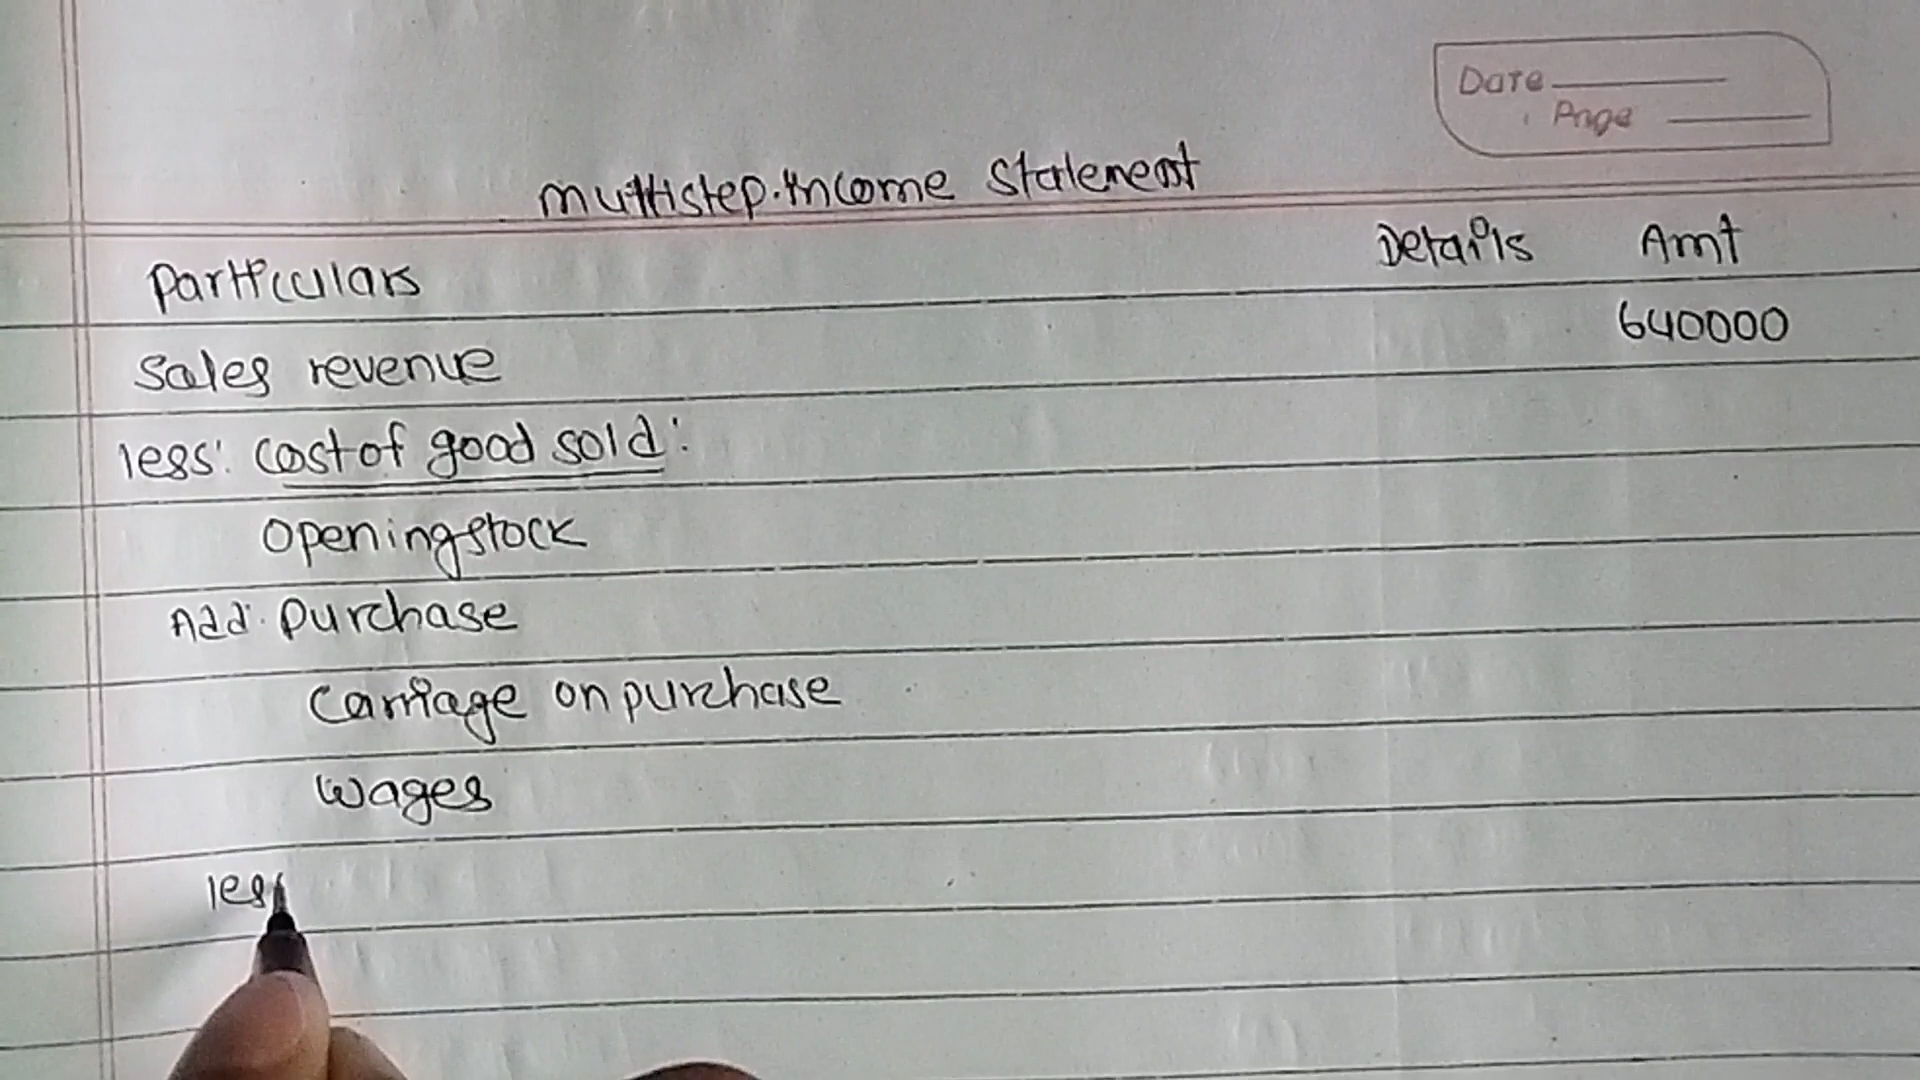 Date
Page
Multistep Income Statement
Particulars Details Amt
Sales revenue 640000
less: Cost of good sold:
Opening stock
Add: Purchase
Carriage on purchase
Wages
les